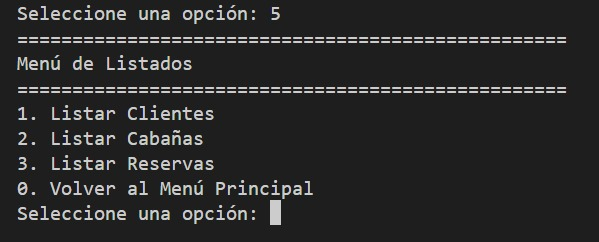 Seleccione una opción: 5
==================================================
Menú de Listados
==================================================
1. Listar Clientes
2. Listar Cabañas
3. Listar Reservas
0. Volver al Menú Principal
Seleccione una opción: